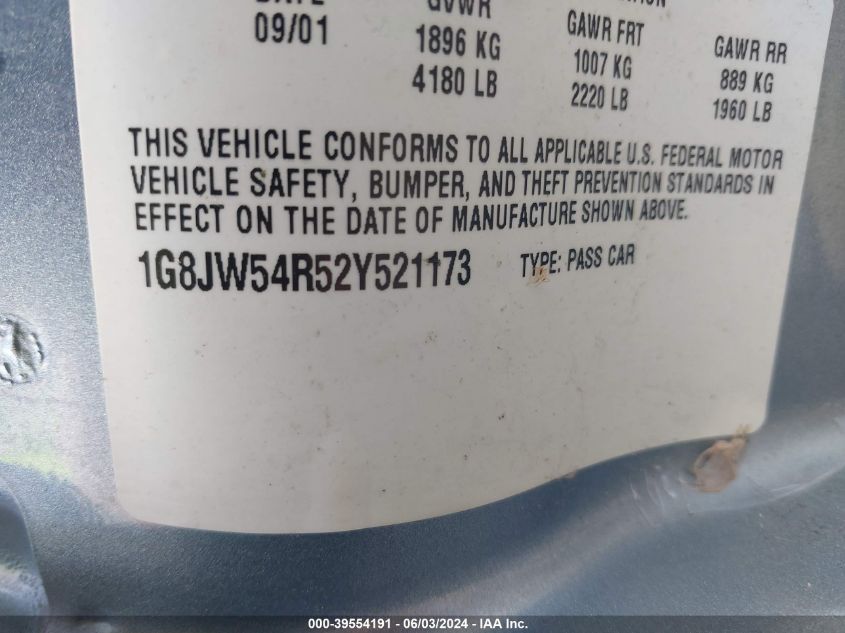 DATE GVWR
09/01 1896 KG GAWR FRT GAWR RR
4180 LB 1007 KG 889 KG
2220 LB 1960 LB
THIS VEHICLE CONFORMS TO ALL APPLICABLE U.S. FEDERAL MOTOR
VEHICLE SAFETY, BUMPER, AND THEFT PREVENTION STANDARDS IN
EFFECT ON THE DATE OF MANUFACTURE SHOWN ABOVE.
1G8JW54R52Y521173 TYPE: PASS CAR
000-39554191 - 06/03/2024 - IAA Inc.